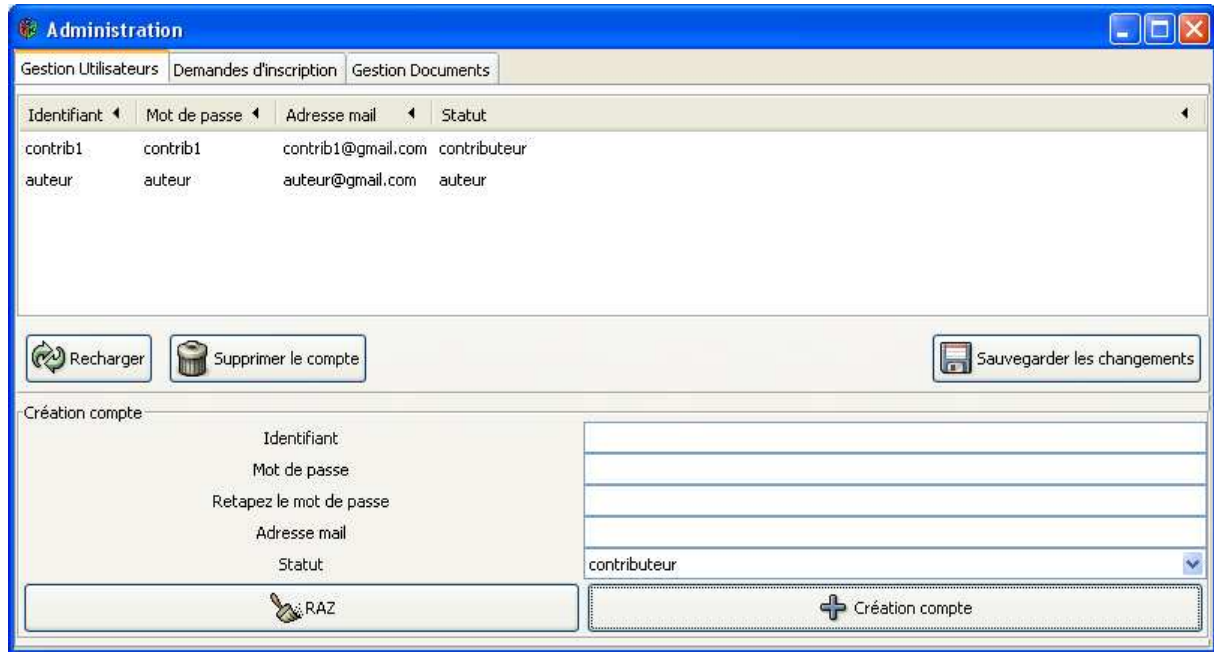 Administration
Gestion Utilisateurs Demandes d'inscription Gestion Documents
Identifiant Mot de passe Adresse mail Statut
contrib1 contrib1 contrib1@gmail.com contributeur
auteur auteur auteur@gmail.com auteur
Recharger Supprimer le compte Sauvegarder les changements
Création compte
Identifiant
Mot de passe
Retapez le mot de passe
Adresse mail
Statut contributeur
RAZ Création compte